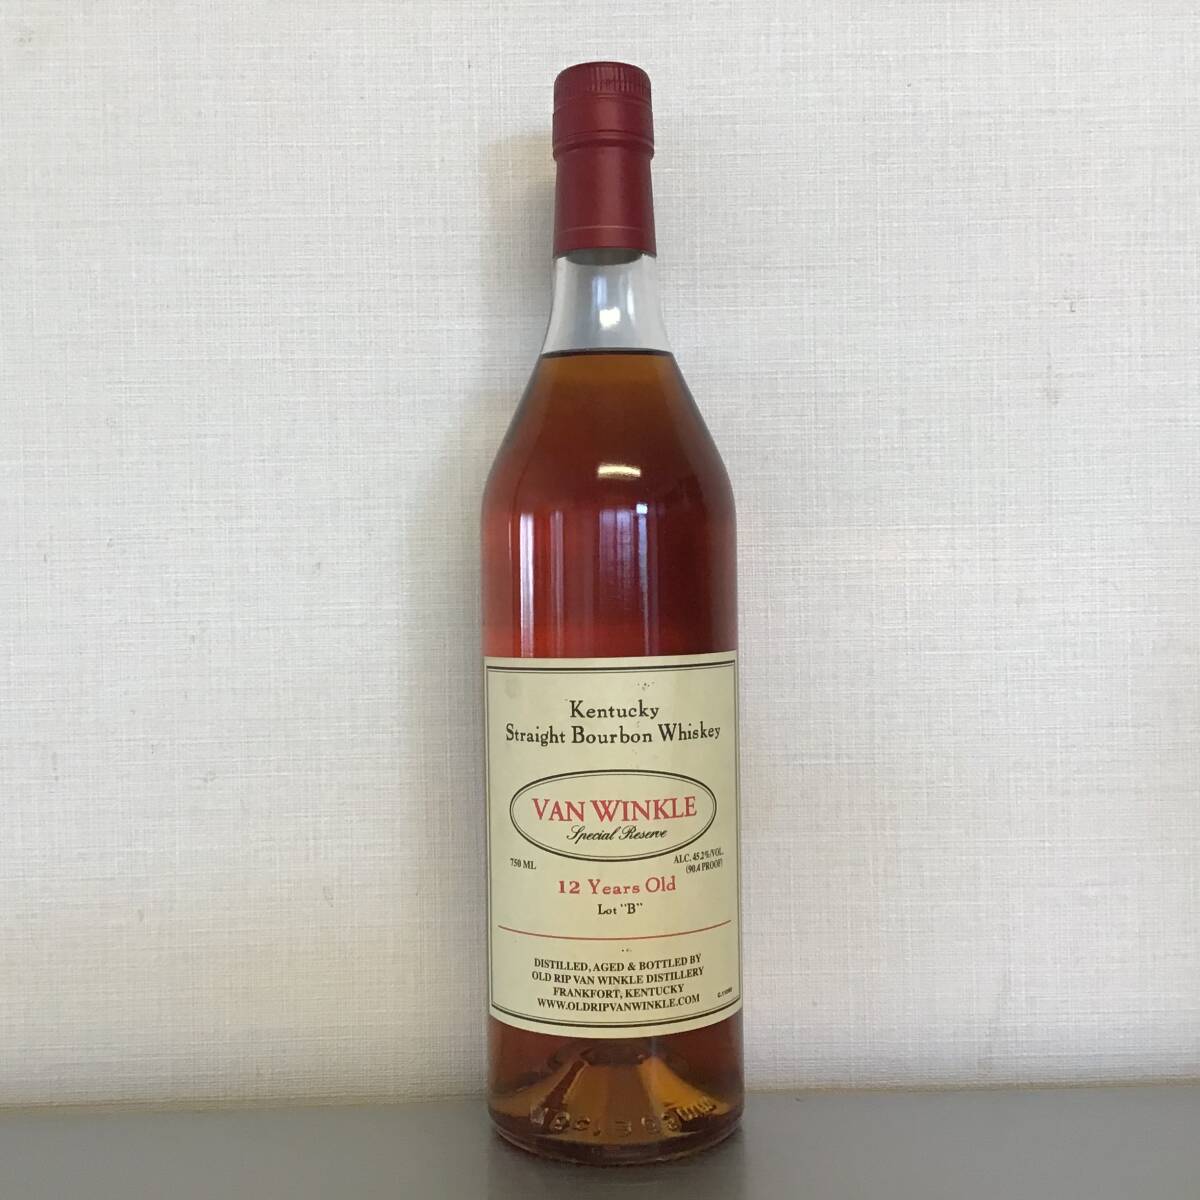 Kentucky
Straight Bourbon Whiskey
VAN WINKLE
Special Reserve
750 ML
ALC. 45.2%/VOL.
(90.4 PROOF)
12 Years Old
Lot "B"
DISTILLED, AGED & BOTTLED BY
OLD RIP VAN WINKLE DISTILLERY
FRANKFORT, KENTUCKY
WWW.OLDRIPVANWINKLE.COM